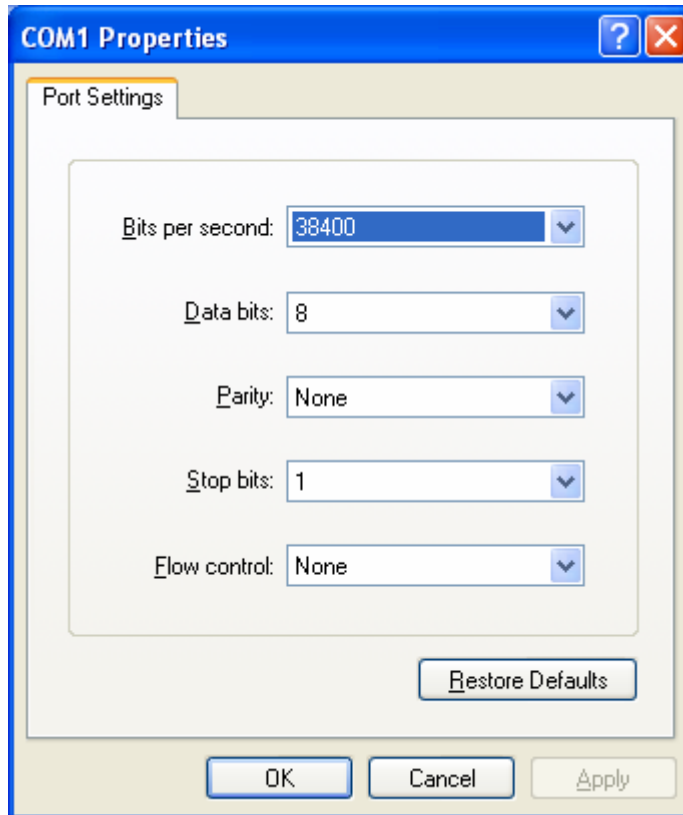 COM1 Properties
Port Settings
Bits per second: 38400
Data bits: 8
Parity: None
Stop bits: 1
Flow control: None
Restore Defaults
OK Cancel Apply